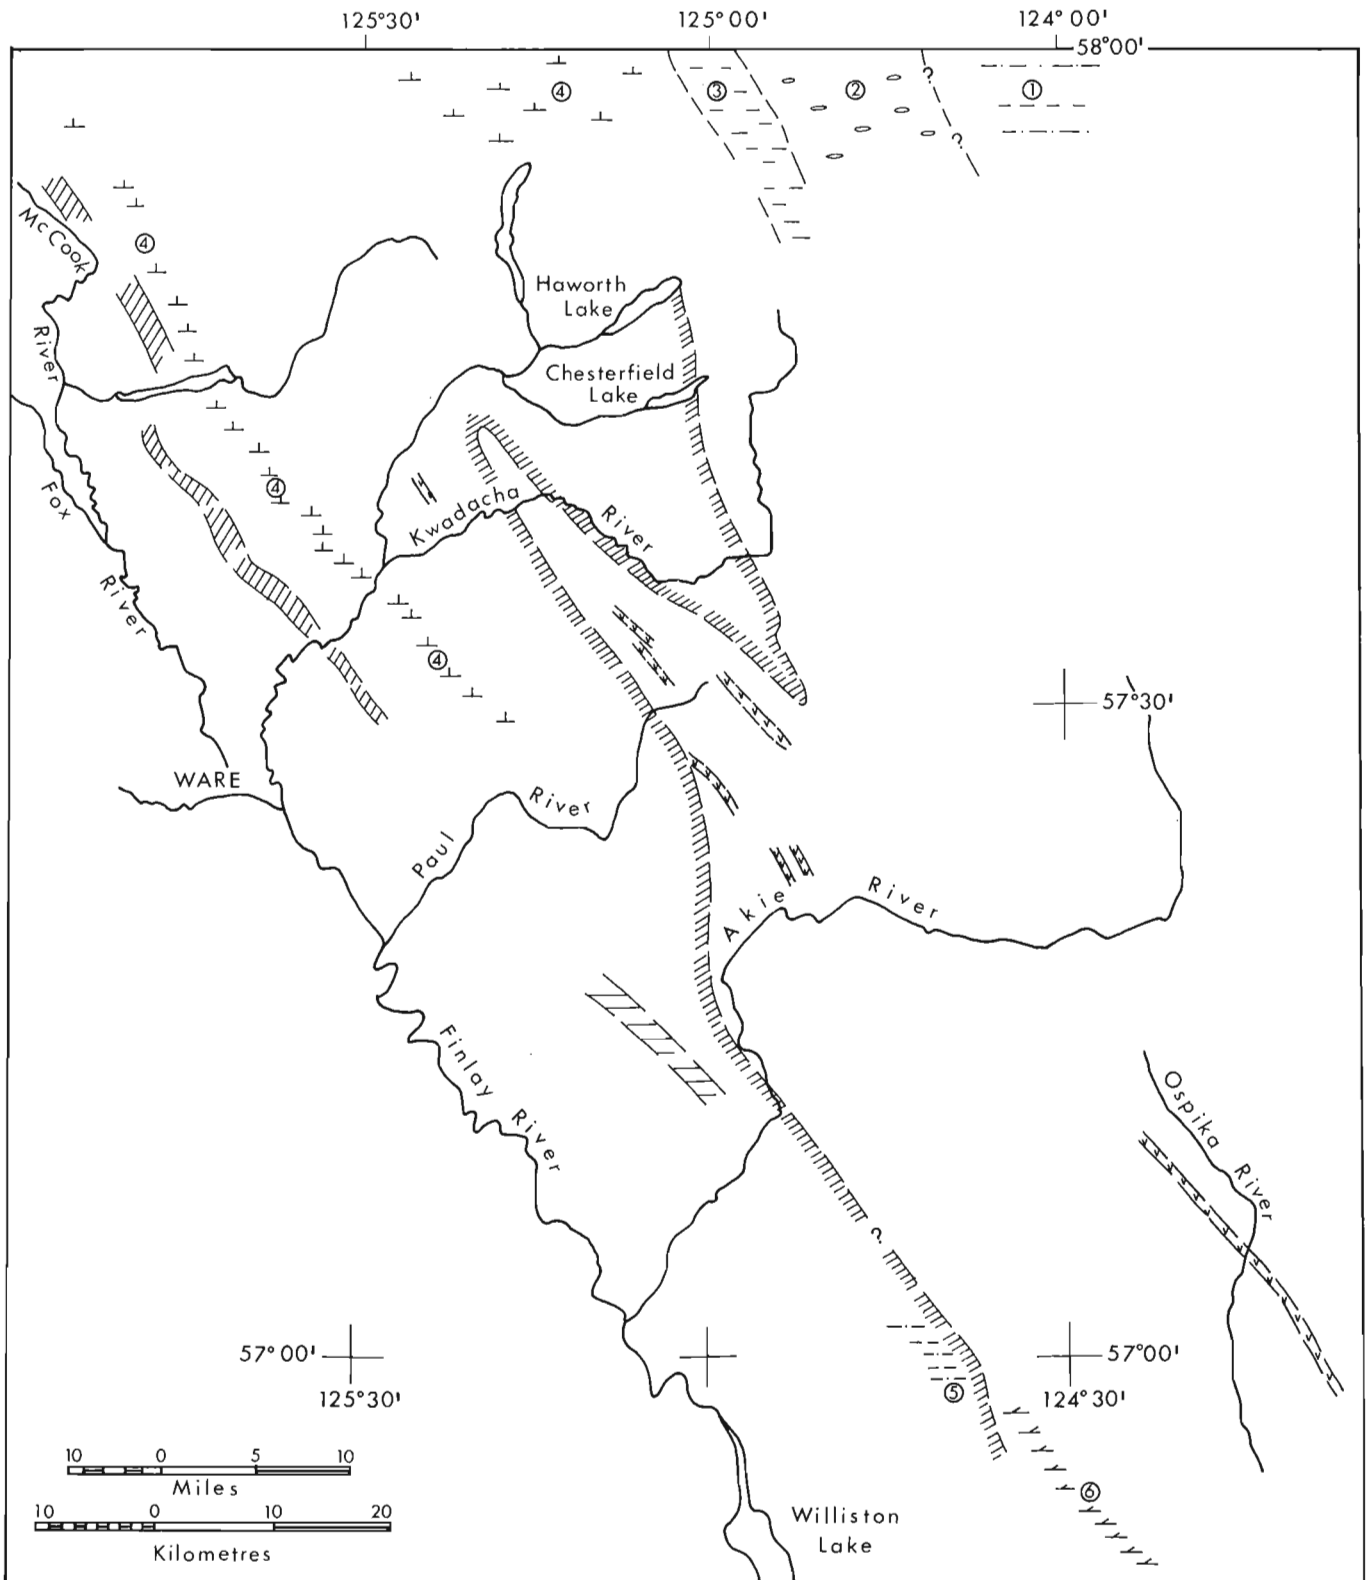 125°30'
125°00'
124°00'
58°00'
④
③
②
?
①
?
Mc Cook
River
④
Haworth
Lake
Chesterfield
Lake
④
Fox
River
Kwadacha
River
④
57°30'
WARE
River
Paul
Akie
River
Finlay
River
Ospika
River
?
57°00'
57°00'
125°30'
⑤
124°30'
10 0 5 10
Miles
⑥
10 0 10 20
Kilometres
Williston
Lake